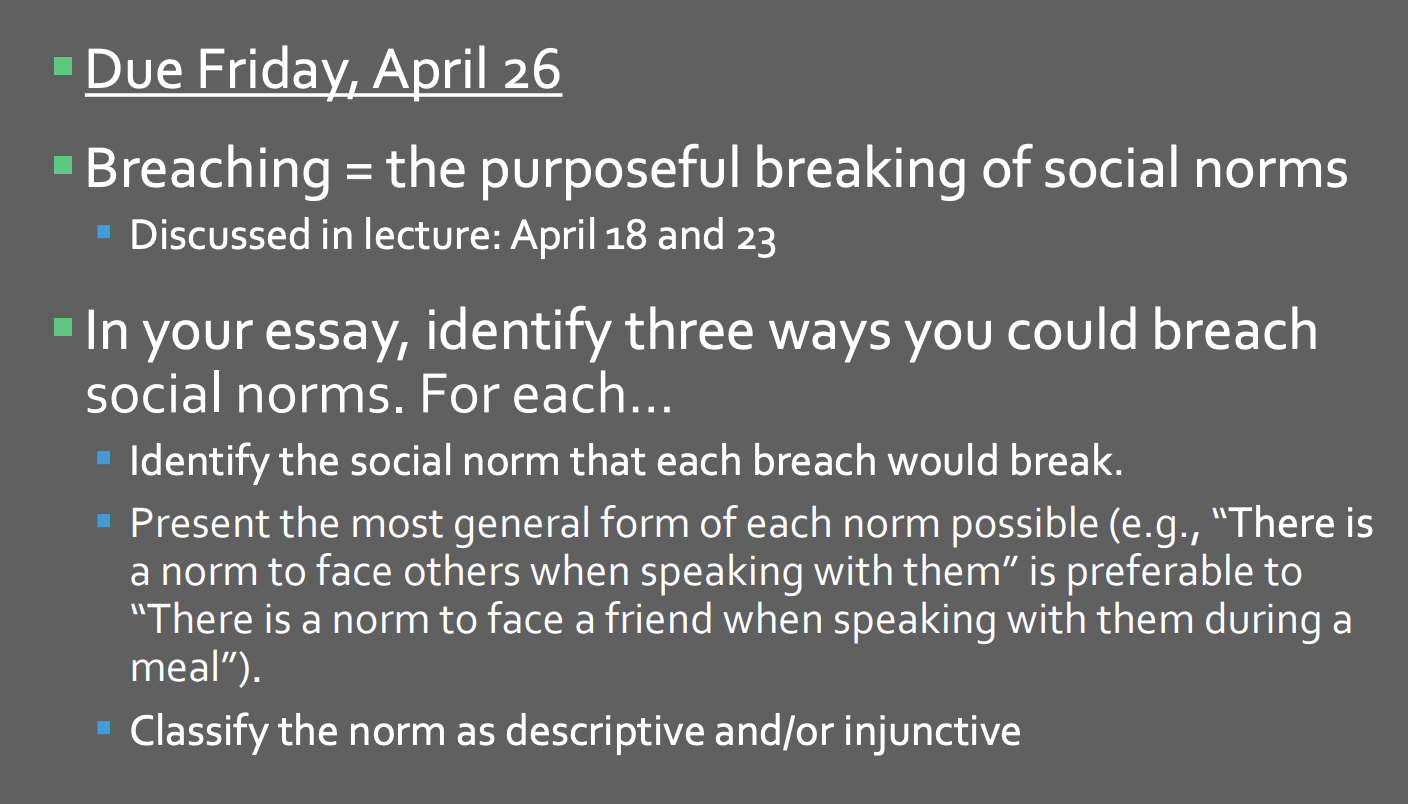 Due Friday, April 26
Breaching = the purposeful breaking of social norms
Discussed in lecture: April 18 and 23
In your essay, identify three ways you could breach
social norms. For each…
Identify the social norm that each breach would break.
Present the most general form of each norm possible (e.g., “There is
a norm to face others when speaking with them” is preferable to
“There is a norm to face a friend when speaking with them during a
meal”).
Classify the norm as descriptive and/or injunctive